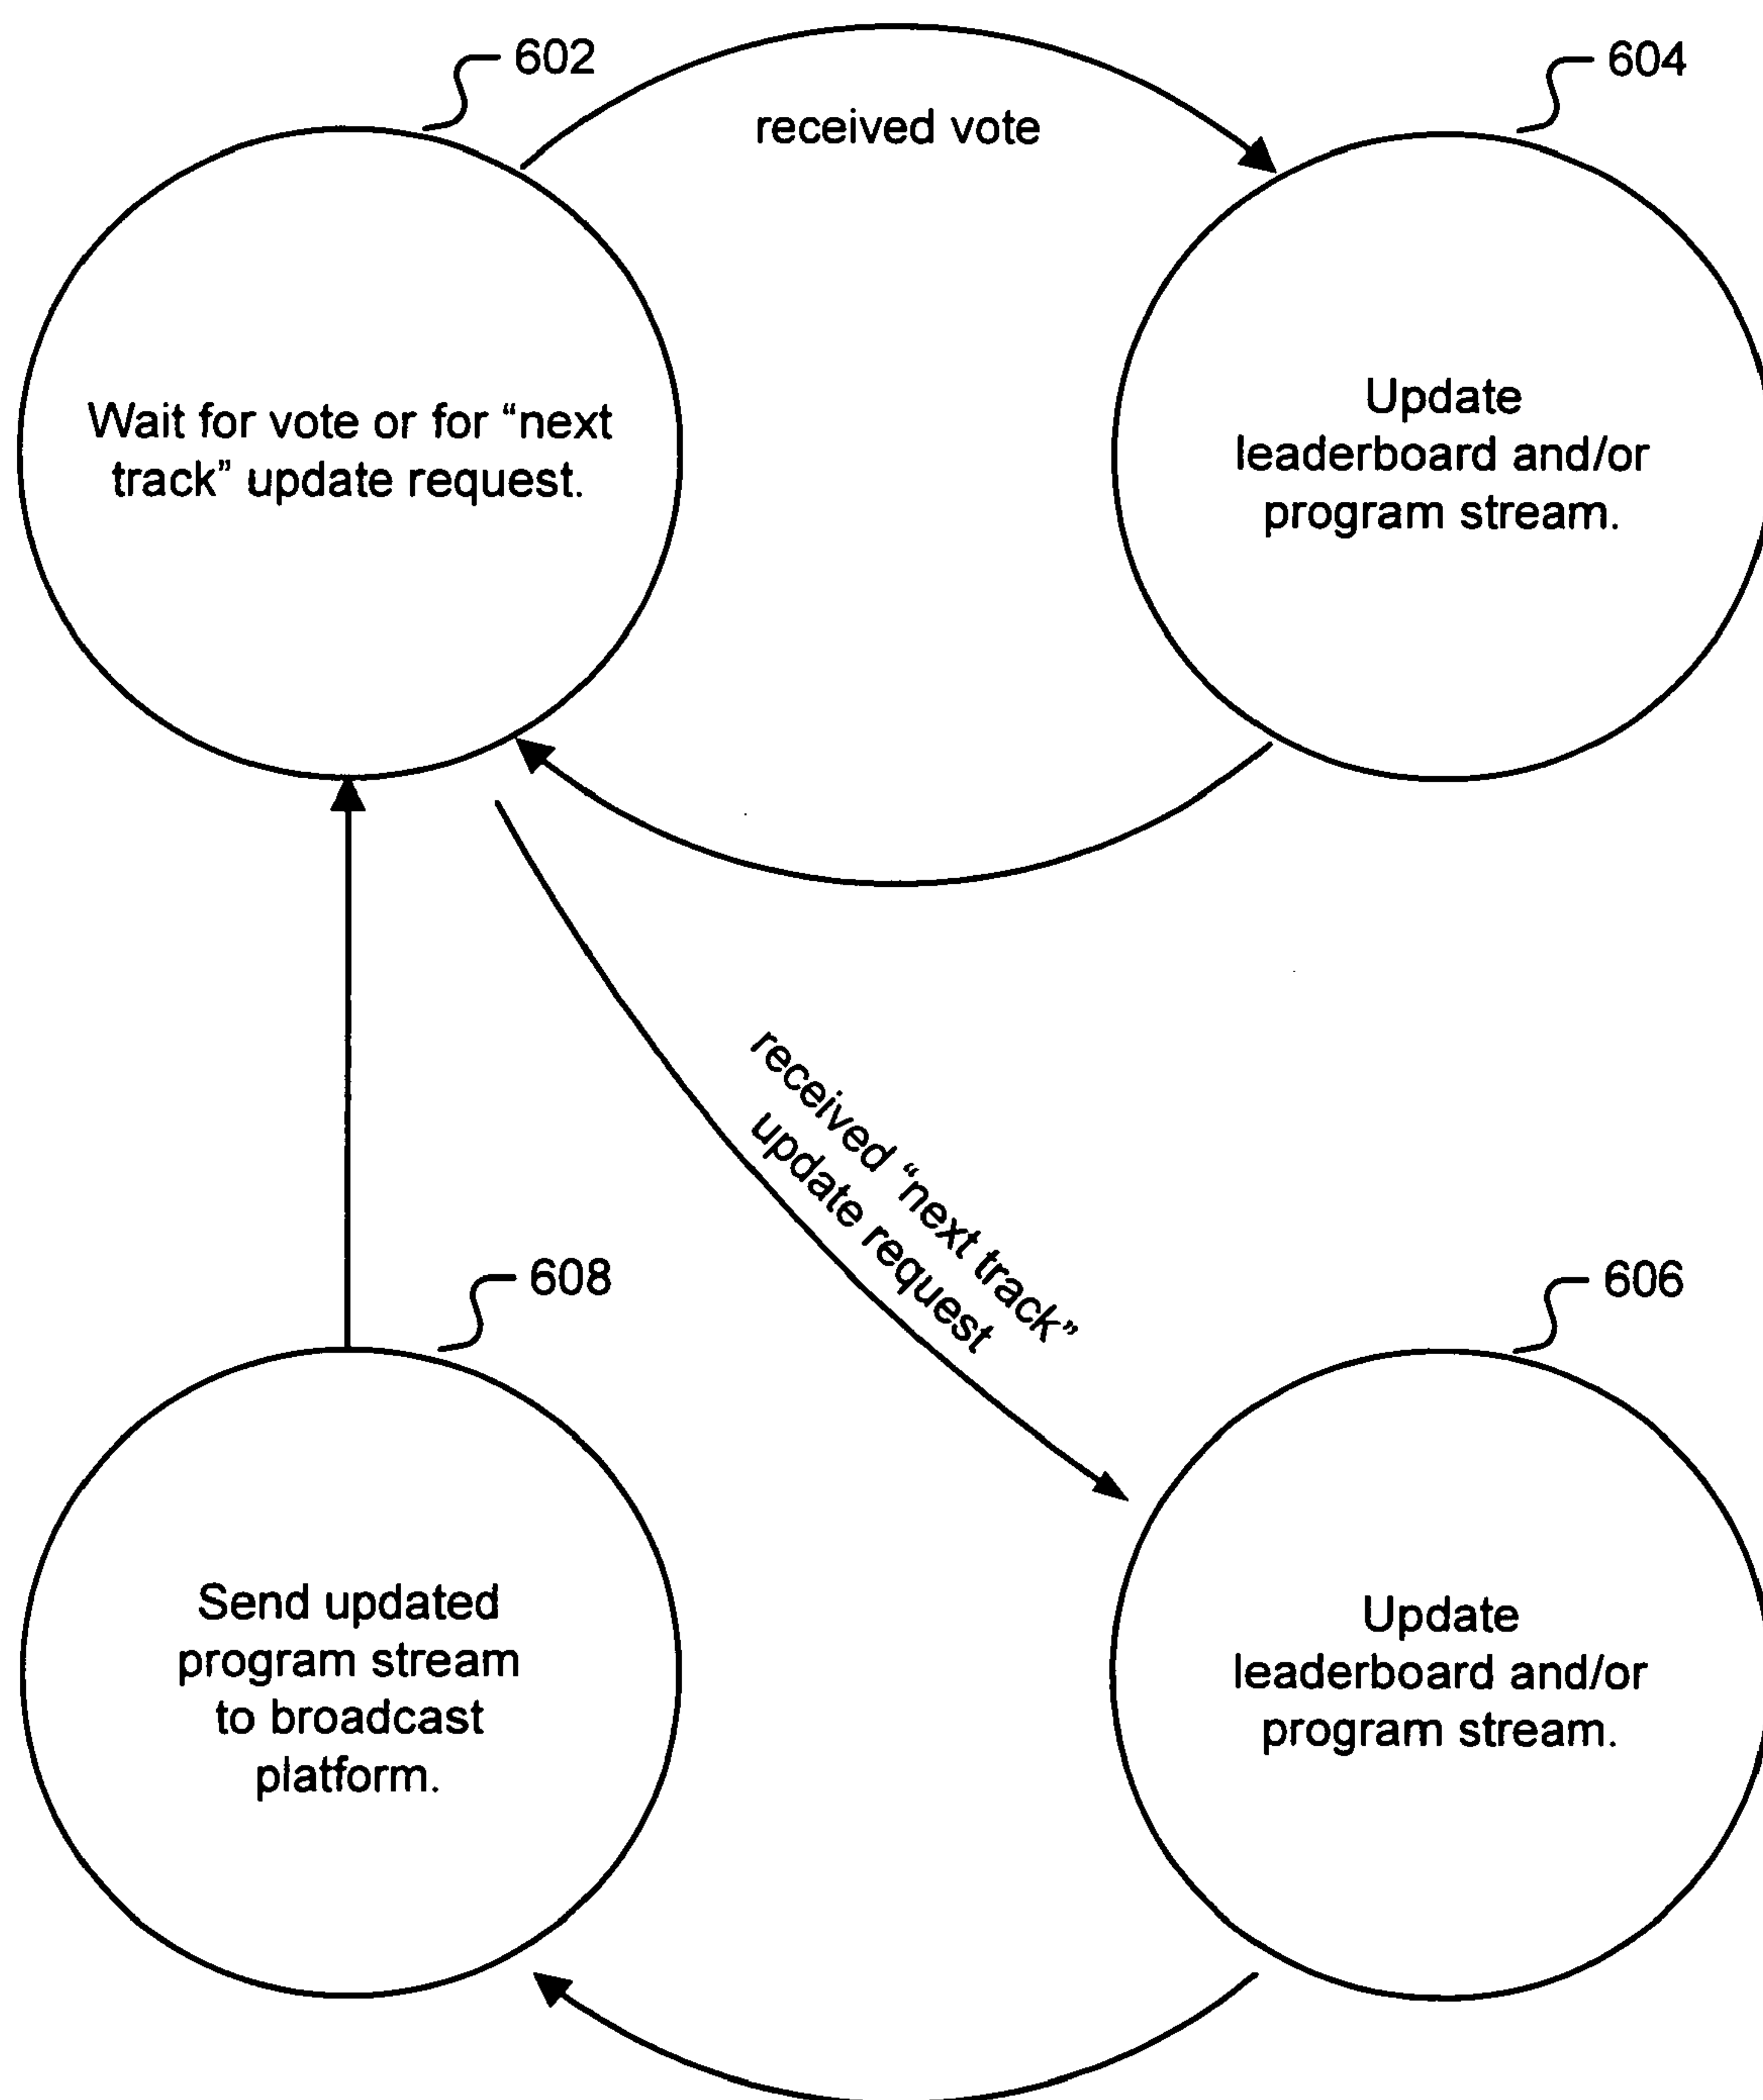 602
604
received vote
Wait for vote or for “next
track” update request.
Update
leaderboard and/or
program stream.
received “next track”
update request
608
606
Send updated
program stream
to broadcast
platform.
Update
leaderboard and/or
program stream.